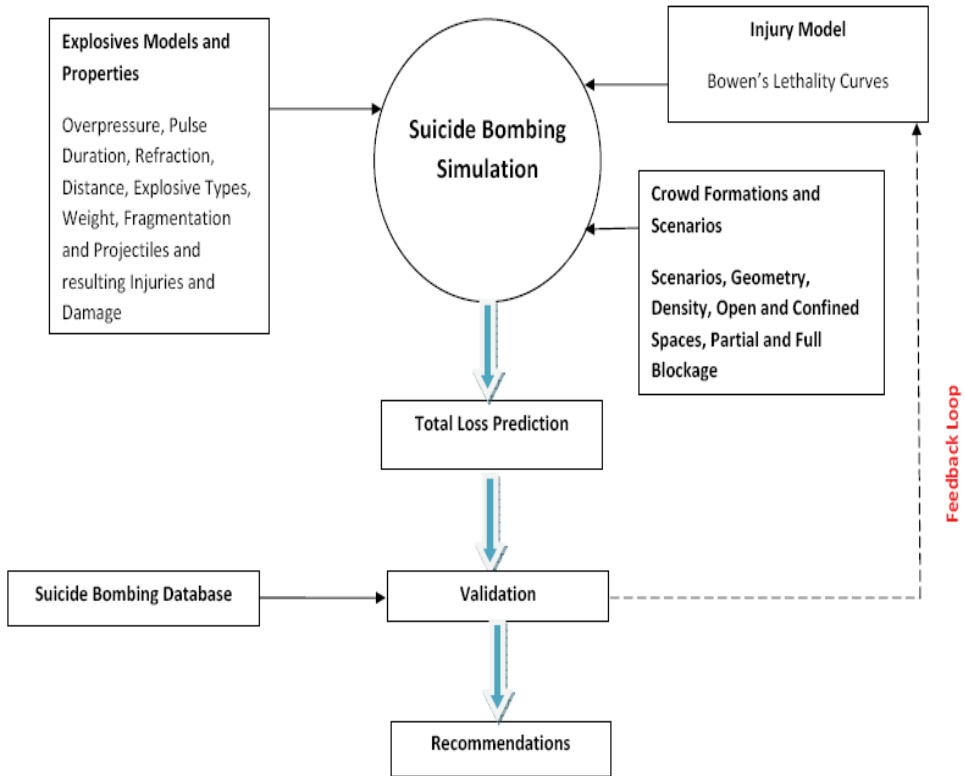 Explosives Models and
Properties
Overpressure, Pulse
Duration, Refraction,
Distance, Explosive Types,
Weight, Fragmentation
and Projectiles and
resulting Injuries and
Damage
Suicide Bombing
Simulation
Injury Model
Bowen's Lethality Curves
Crowd Formations and
Scenarios
Scenarios, Geometry,
Density, Open and Confined
Spaces, Partial and Full
Blockage
Total Loss Prediction
Feedback Loop
Suicide Bombing Database
Validation
Recommendations